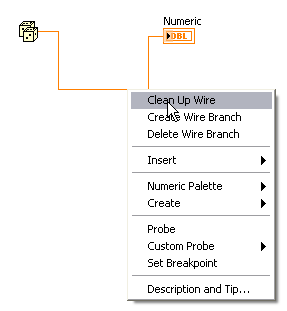 Numeric
DBL
Clean Up Wire
Create Wire Branch
Delete Wire Branch
Insert
Numeric Palette
Create
Probe
Custom Probe
Set Breakpoint
Description and Tip...